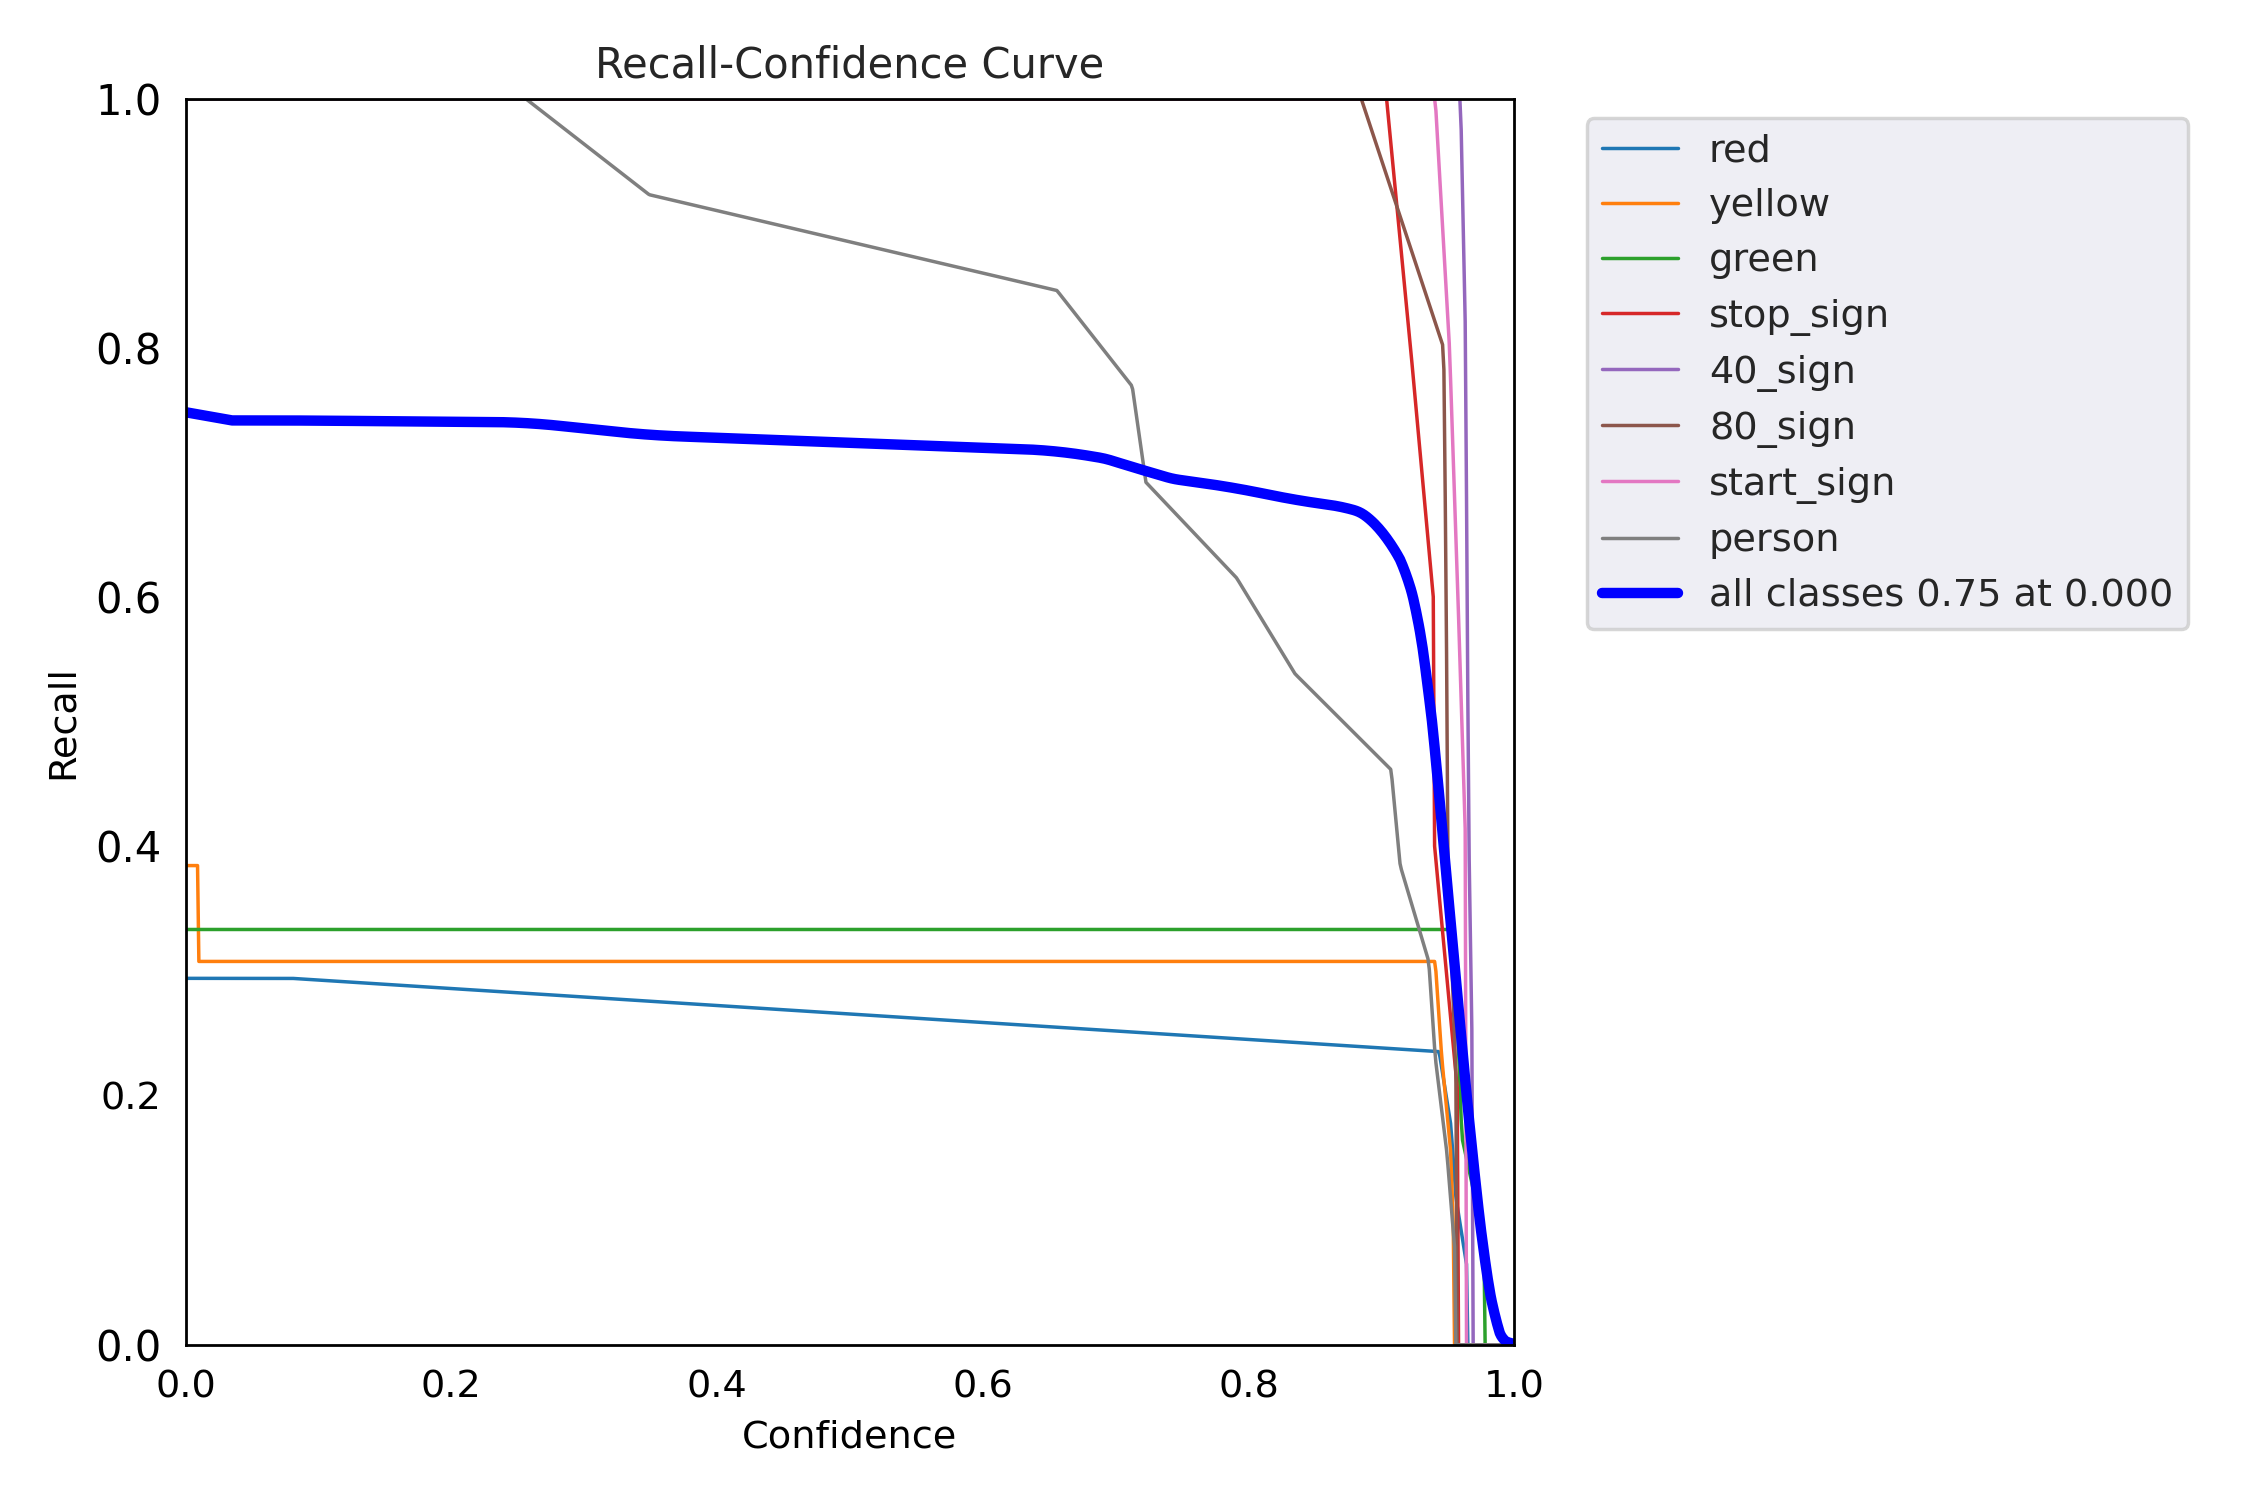 Recall-Confidence Curve
1.0
0.8
0.6
0.4
0.2
0.0
Recall
0.0 0.2 0.4 0.6 0.8 1.0
Confidence
red
yellow
green
stop_sign
40_sign
80_sign
start_sign
person
all classes 0.75 at 0.000